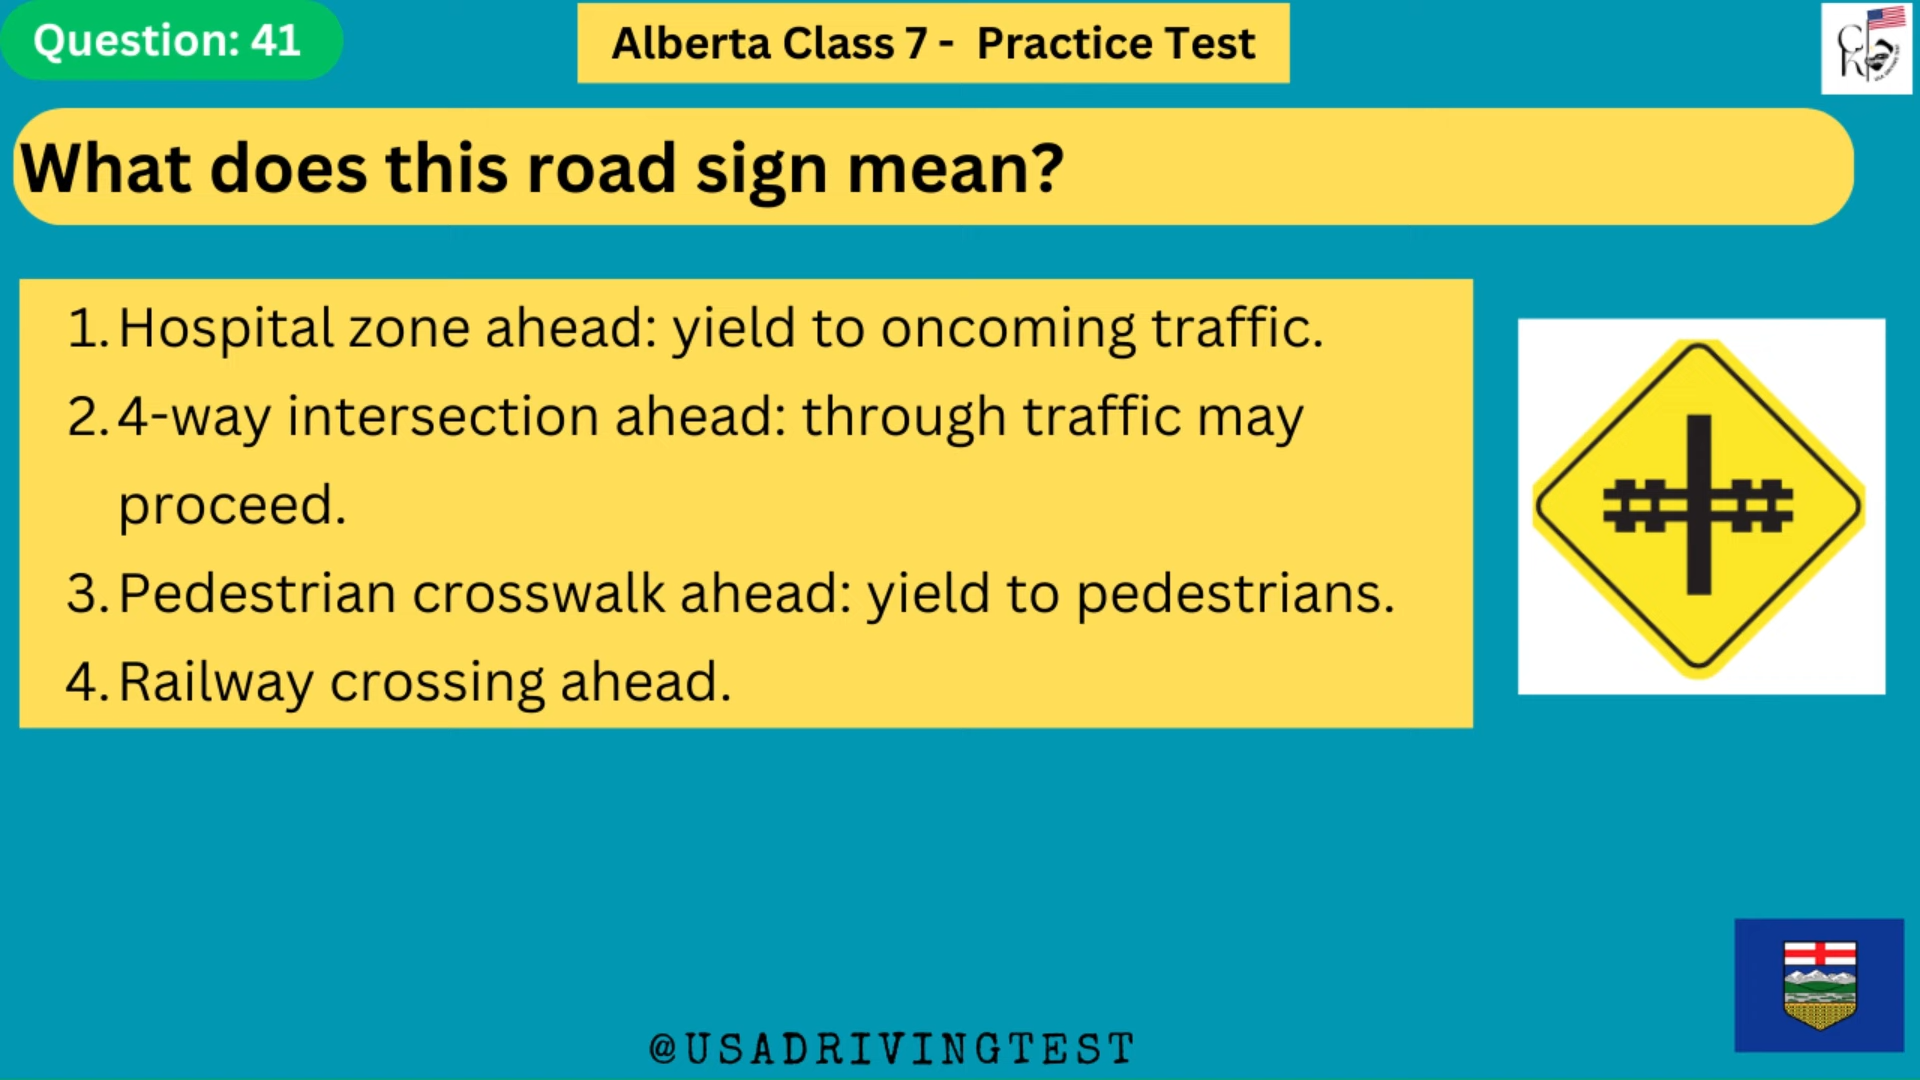 Question: 41
Alberta Class 7 - Practice Test
What does this road sign mean?
1. Hospital zone ahead: yield to oncoming traffic.
2. 4-way intersection ahead: through traffic may
proceed.
3. Pedestrian crosswalk ahead: yield to pedestrians.
4. Railway crossing ahead.
@USADRIVINGTEST